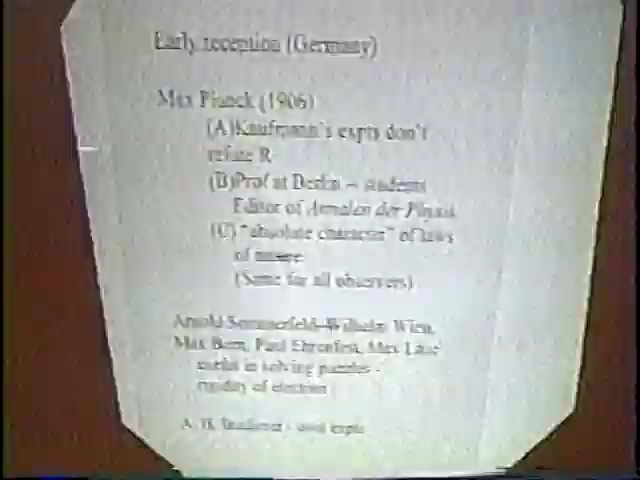 Early reception (Germany)
Max Planck (1906)
(A)Kaufmann's expts don't
refute R
(B)Prof at Berlin – students
Editor of Annalen der Physik
(C) "absolute character" of laws
of nature
(Same for all observers)
Arnold Sommerfeld, Wilhelm Wien,
Max Born, Paul Ehrenfest, Max Laue
useful in solving puzzles -
rigidity of electron
A. H. Bucherer - expts